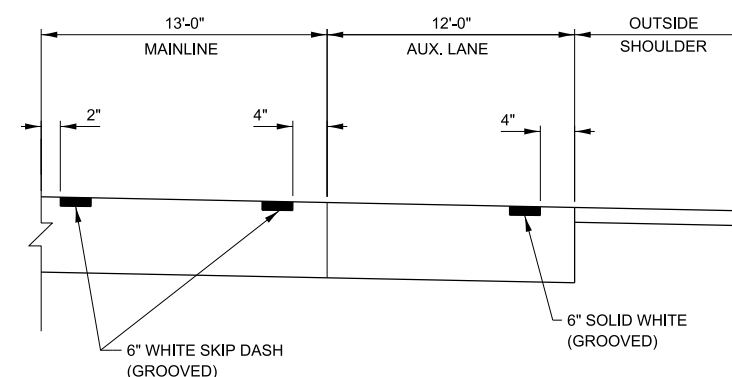 13'-0"
MAINLINE
12'-0"
AUX. LANE
OUTSIDE
SHOULDER
2"
4"
4"
6" WHITE SKIP DASH
(GROOVED)
6" SOLID WHITE
(GROOVED)